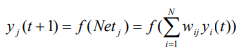 y_j(t+1) = f(Net_j) = f(∑_{i=1}^{N} w_{ij} y_i(t))